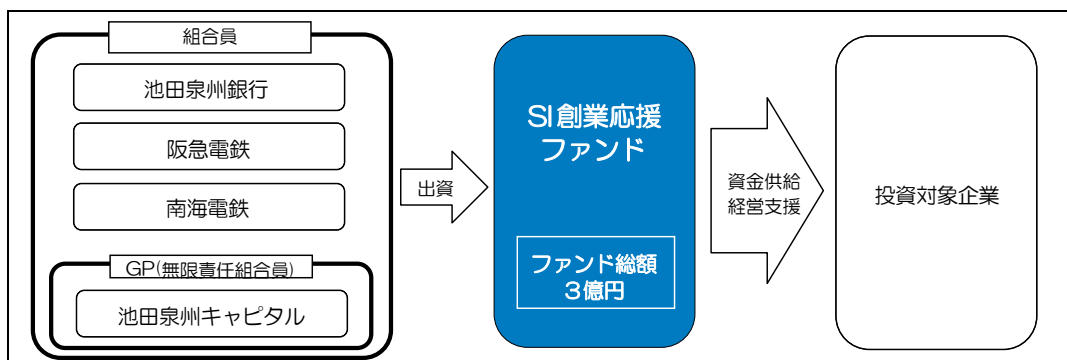 組合員
池田泉州銀行
阪急電鉄
南海電鉄
GP(無限責任組合員)
池田泉州キャピタル
出資
SI創業応援
ファンド
ファンド総額
3億円
資金供給
経営支援
投資対象企業